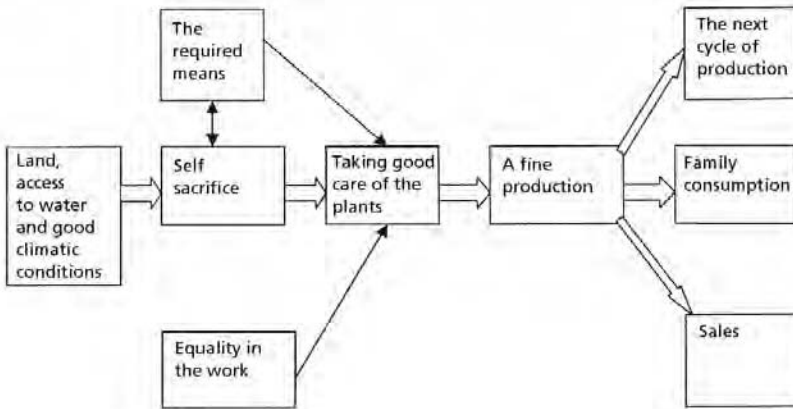 The
required
means
The next
cycle of
production
Land,
access
to water
and good
climatic
conditions
Self
sacrifice
Taking good
care of the
plants
A fine
production
Family
consumption
Equality in
the work
Sales